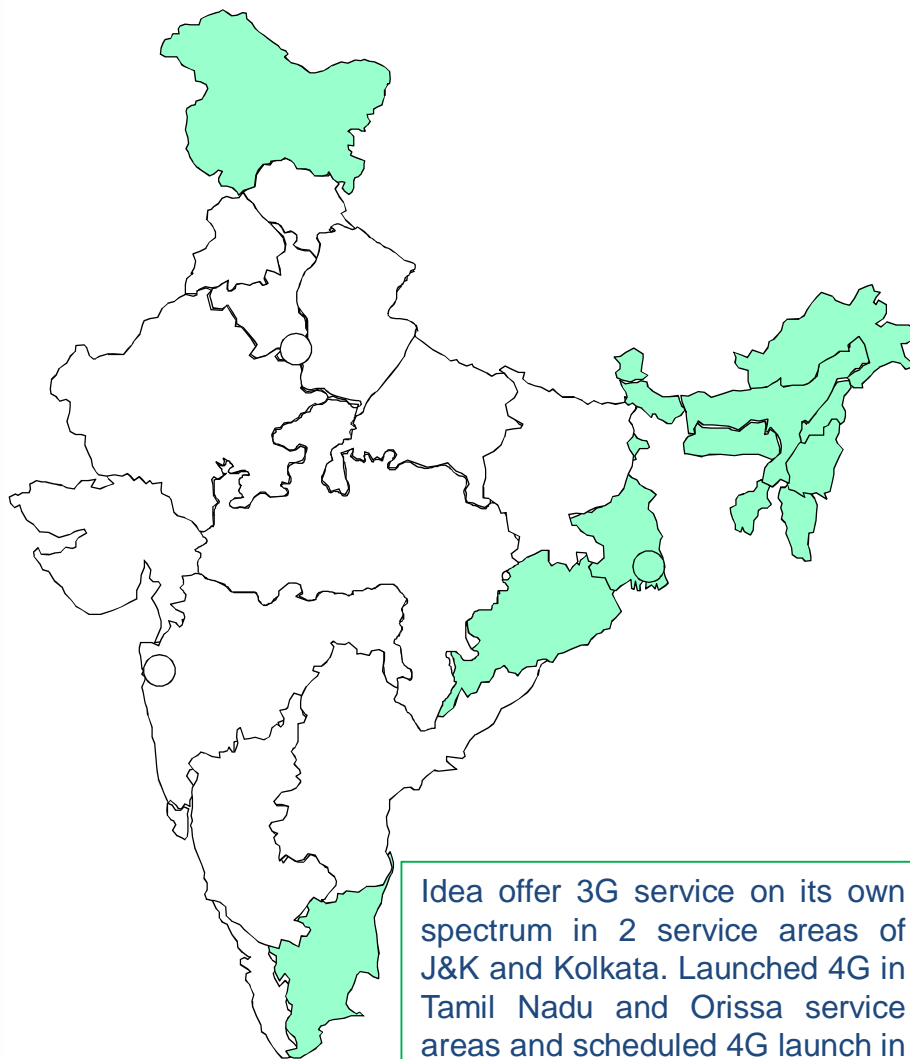 Idea offer 3G service on its own
spectrum in 2 service areas of
J&K and Kolkata. Launched 4G in
Tamil Nadu and Orissa service
areas and scheduled 4G launch in